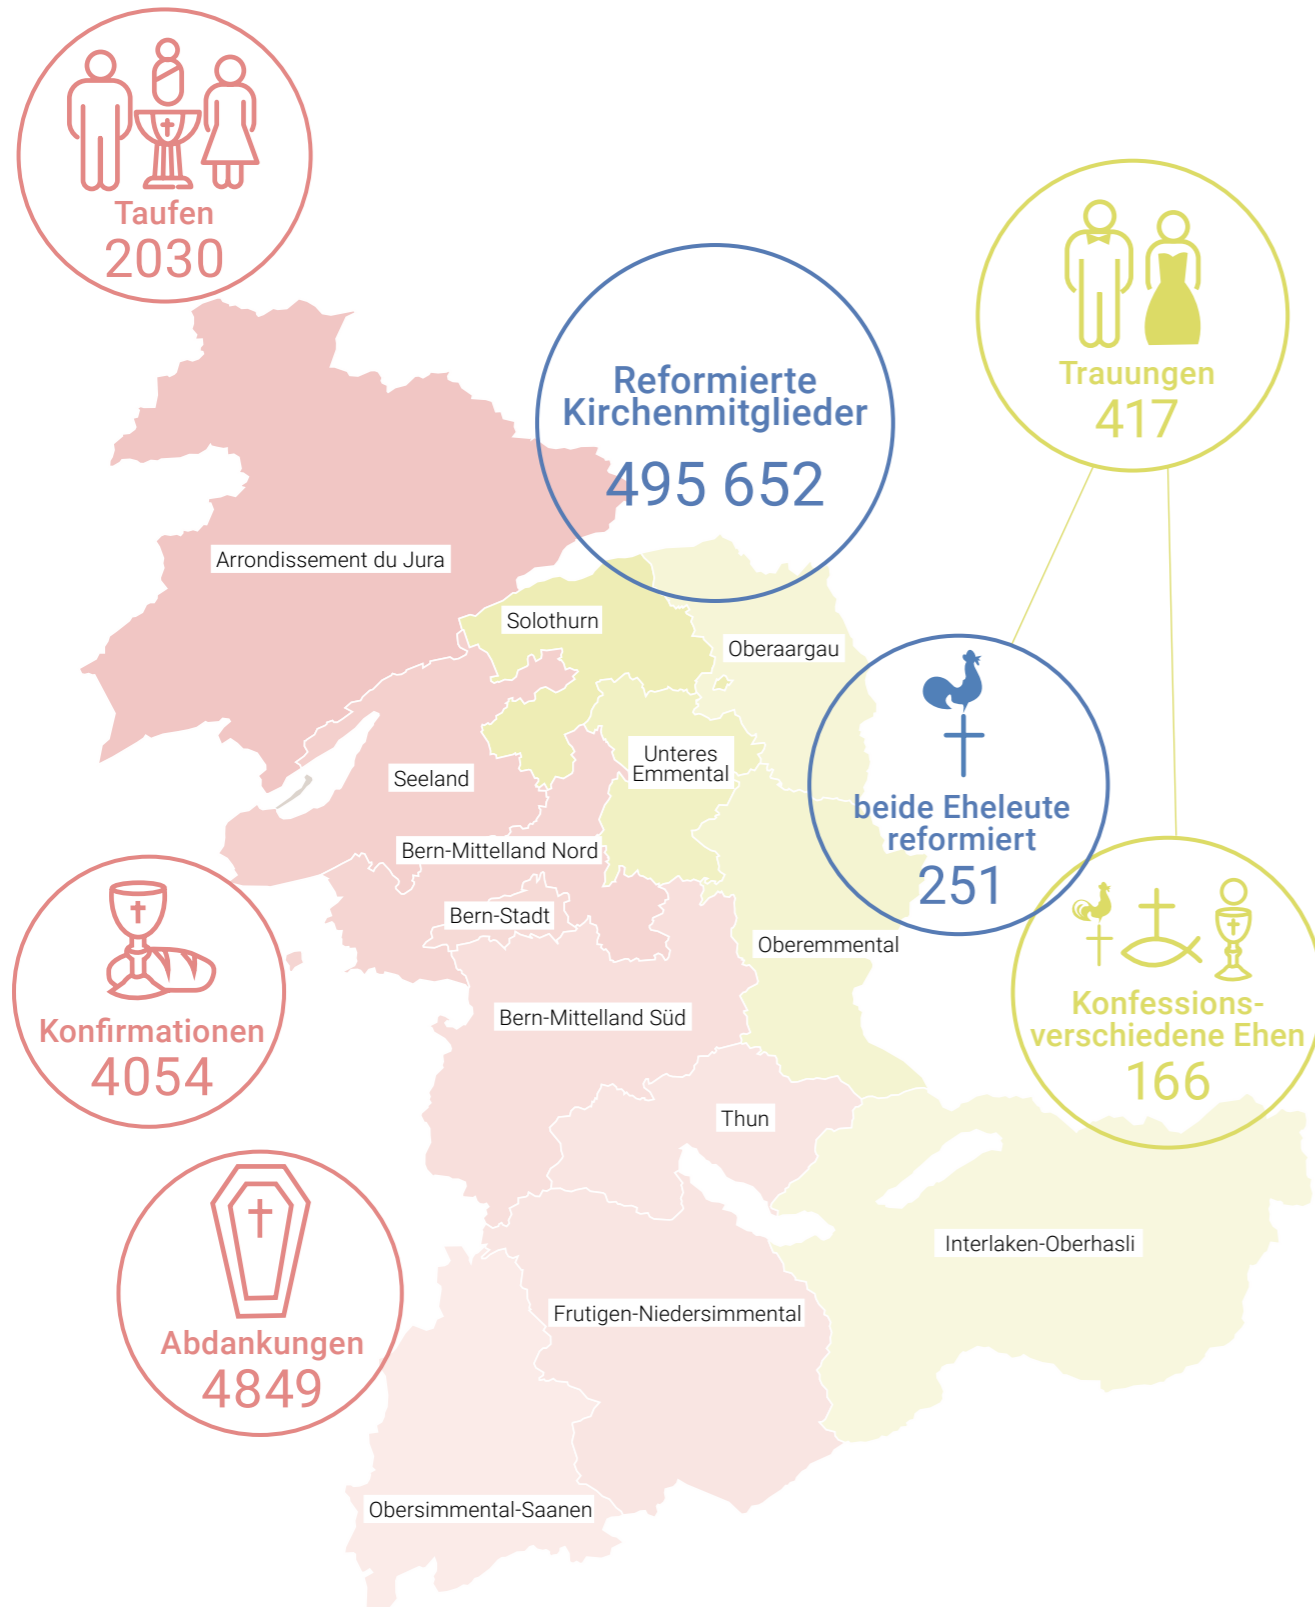 Taufen
2030
Reformierte
Kirchenmitglieder
495 652
Trauungen
417
Arrondissement du Jura
Solothurn
Oberaargau
beide Eheleute
reformiert
251
Unteres
Emmental
Seeland
Bern-Mittelland Nord
Bern-Stadt
Oberemmental
Konfessions-
verschiedene Ehen
166
Konfirmationen
4054
Bern-Mittelland Süd
Thun
Interlaken-Oberhasli
Abdankungen
4849
Frutigen-Niedersimmental
Obersimmental-Saanen